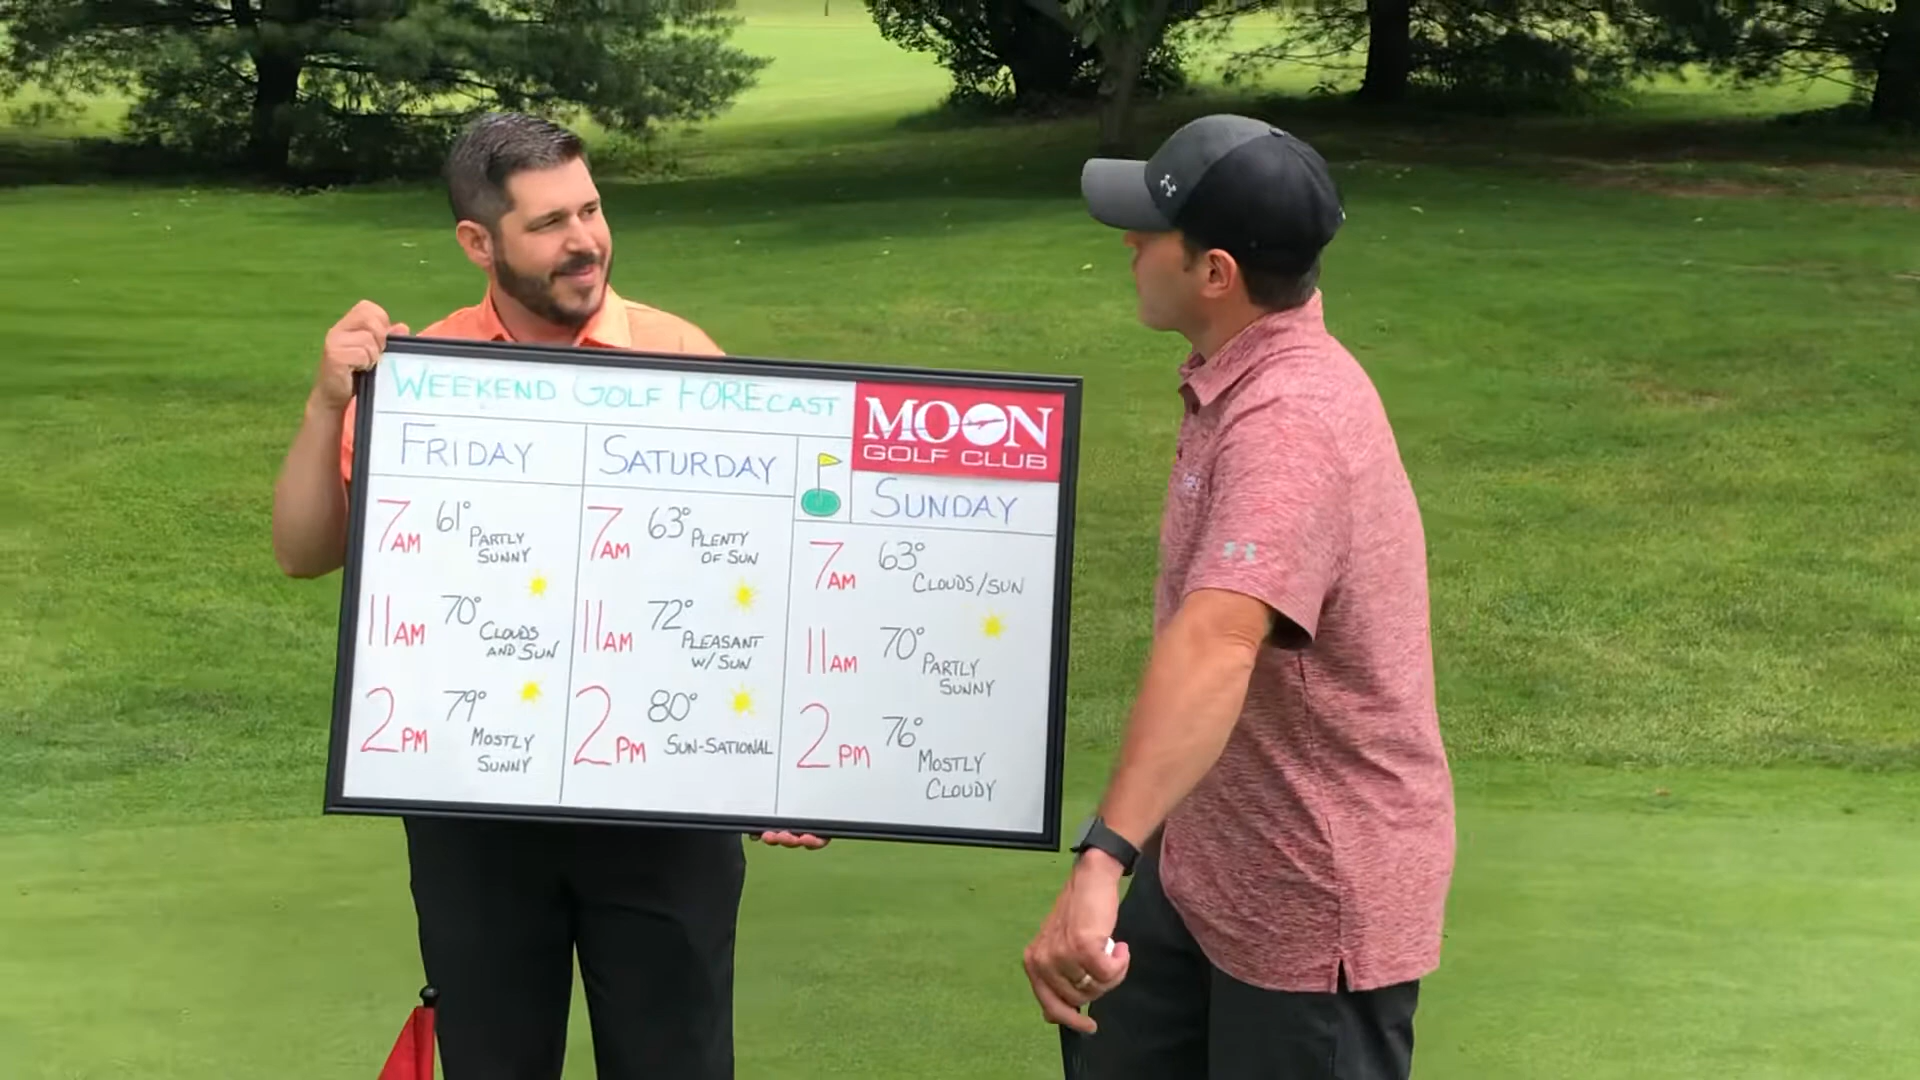 WEEKEND GOLF FORECAST
MOON
GOLF CLUB
FRIDAY
7AM 61° PARTLY
SUNNY
11AM 70° CLOUDS
AND SUN
2PM 79° MOSTLY
SUNNY
SATURDAY
7AM 63° PLENTY
OF SUN
11AM 72° PLEASANT
W/ SUN
2PM 80° SUN-SATIONAL
SUNDAY
7AM 63° CLOUDS/SUN
11AM 70° PARTLY
SUNNY
2PM 76° MOSTLY
CLOUDY